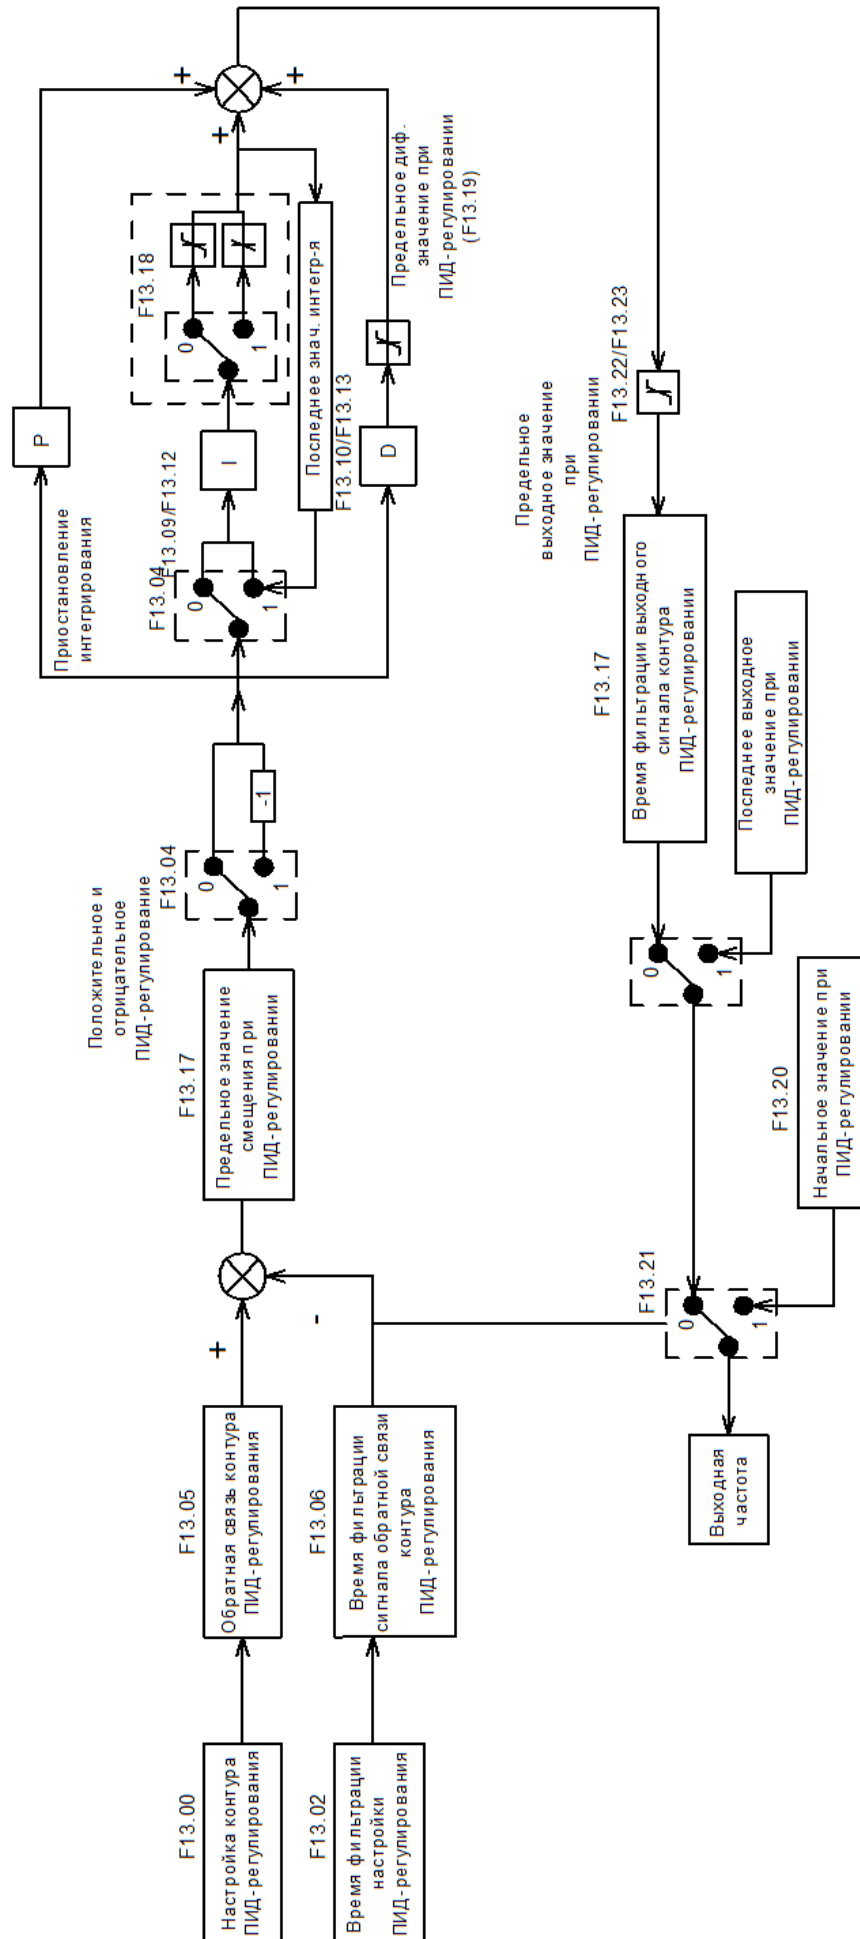 F13.00
Настройка контура
ПИД-регулирования
F13.02
Время фильтрации
настройки
ПИД-регулирования
F13.05
Обратная связь контура
ПИД-регулирования
F13.06
Время фильтрации
сигнала обратной связи
контура
ПИД-регулирования
+
-
F13.17
Предельное значение
смещения при
ПИД-регулировании
Положительное и
отрицательное
ПИД-регулирование
F13.04
0
1
-1
Приостановление
интегрирования
F13.04
0
1
F13.09/F13.12
P
I
D
F13.18
0
1
Последнее знач. интегр-я
F13.10/F13.13
+
+
+
Предельное диф.
значение при
ПИД-регулировании
(F13.19)
Предельное
выходное значение
при
ПИД-регулировании
F13.22/F13.23
F13.17
Время фильтрации выходного
сигнала контура
ПИД-регулировании
Последнее выходное
значение при
ПИД-регулировании
0
1
F13.20
Начальное значение при
ПИД-регулировании
F13.21
0
1
Выходная
частота